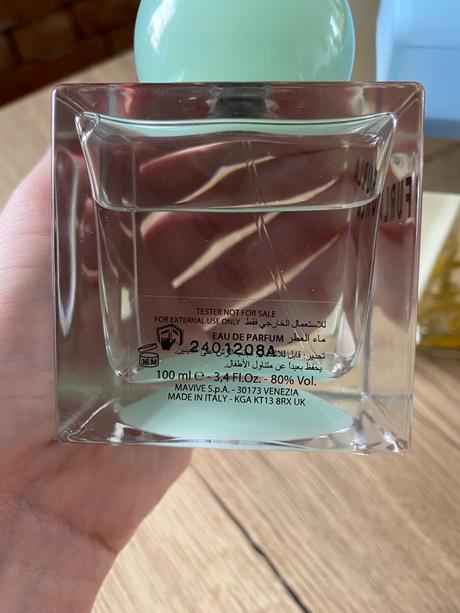 TESTER NOT FOR SALE
FOR EXTERNAL USE ONLY للاستعمال الخارجي فقط
EAU DE PARFUM ماء العطر
2401208A
36 M
يحفظ بعيداً عن متناول الأطفال.
100 ml e - 3,4 Fl.Oz. - 80% Vol.
MAVIVE S.p.A. - 30173 VENEZIA
MADE IN ITALY - KGA KT13 8RX UK